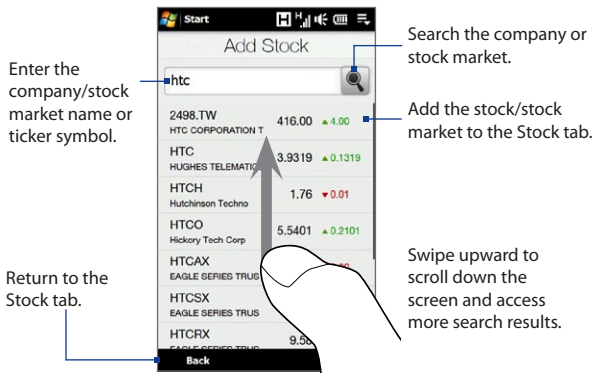 Start
Add Stock
htc
2498.TW
HTC CORPORATION T
416.00 ▲4.00
HTC
HUGHES TELEMATIC
3.9319 ▲0.1319
HTCH
Hutchinson Techno
1.76 ▼0.01
HTCO
Hickory Tech Corp
5.5401 ▲0.2101
HTCAX
EAGLE SERIES TRUS
HTCSX
EAGLE SERIES TRUS
HTCRX
EAGLE SERIES TRUS
Back
Enter the
company/stock
market name or
ticker symbol.
Return to the
Stock tab.
Search the company or
stock market.
Add the stock/stock
market to the Stock tab.
Swipe upward to
scroll down the
screen and access
more search results.